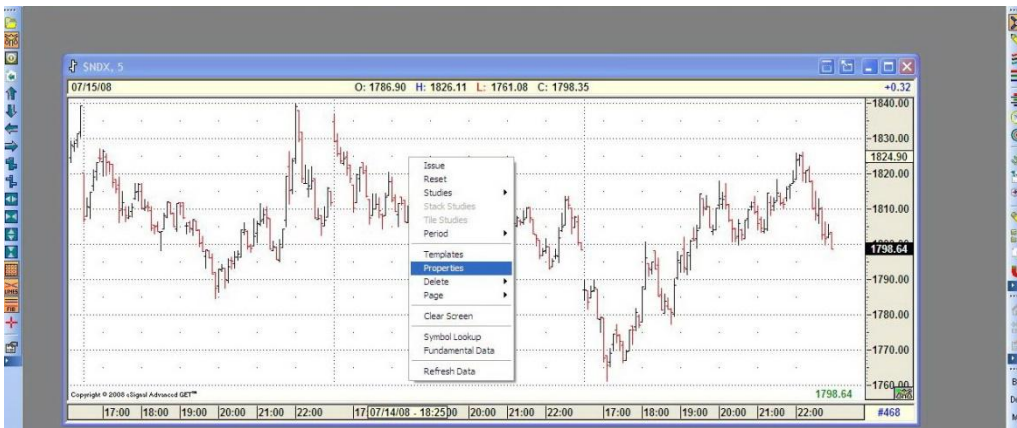 $NDX, 5
07/15/08 O: 1786.90 H: 1826.11 L: 1761.08 C: 1798.35 +0.32
1840.00
1830.00
1824.90
1820.00
1810.00
1798.64
1790.00
1780.00
1770.00
1760.00
Issue
Reset
Studies
Stack Studies
Tile Studies
Period
Templates
Properties
Delete
Page
Clear Screen
Symbol Lookup
Fundamental Data
Refresh Data
Copyright © 2008 eSignal Advanced GET™ 1798.64
17:00 18:00 19:00 20:00 21:00 22:00 07/14/08 - 18:25 20:00 21:00 22:00 17:00 18:00 19:00 20:00 21:00 22:00 #468